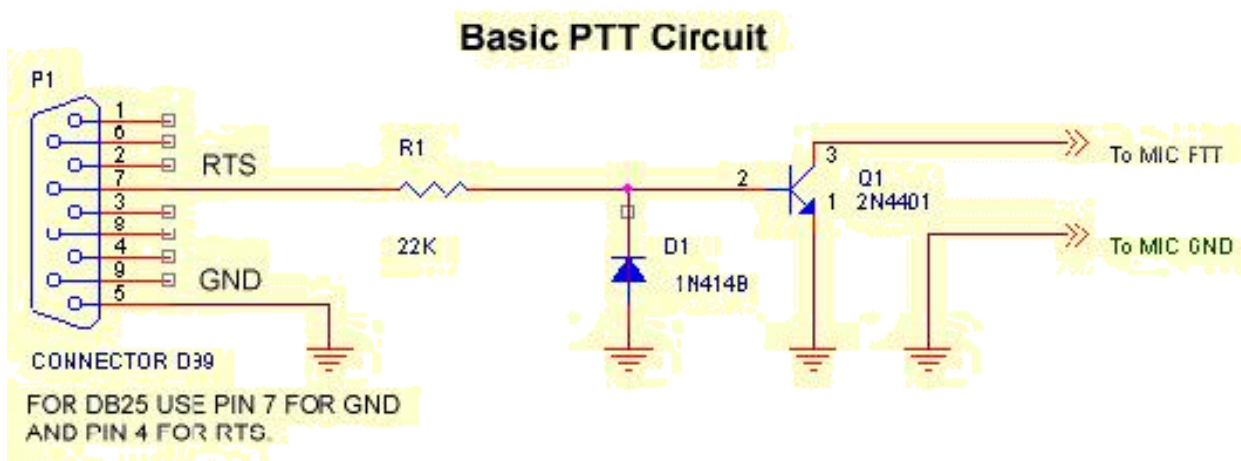 Basic PTT Circuit
P1
1
6
2
7
3
8
4
9
5
RTS
GND
R1
22K
D1
1N4148
2
3
1
Q1
2N4401
To MIC PTT
To MIC GND
CONNECTOR DB9
FOR DB25 USE PIN 7 FOR GND
AND PIN 4 FOR RTS.